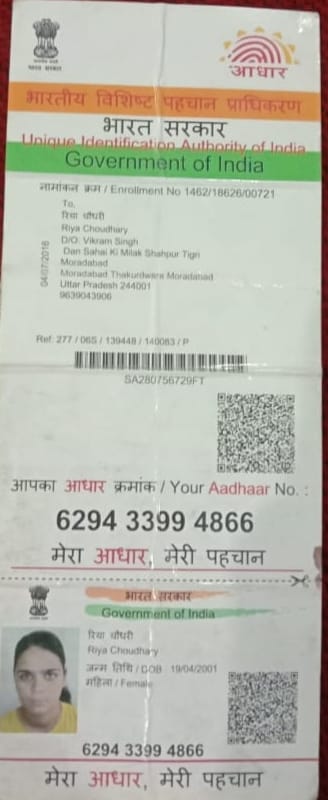 भारत सरकार
आधार
भारतीय विशिष्ट पहचान प्राधिकरण
भारत सरकार
Unique Identification Authority of India
Government of India
नामांकन क्रम / Enrollment No 1462/18626/00721
To,
रिया चौधरी
Riya Choudhary
D/O: Vikram Singh
Dan Sahai Ki Milak Shahpur Tigri
Moradabad
Moradabad Thakurdwara Moradabad
Uttar Pradesh 244001
9639043906
04/07/2016
Ref: 277 / 06S / 139448 / 140083 / P
SA280756729FT
आपका आधार क्रमांक / Your Aadhaar No. :
6294 3399 4866
मेरा आधार, मेरी पहचान
भारत सरकार
Government of India
रिया चौधरी
Riya Choudhary
जन्म तिथि / DOB 19/04/2001
महिला / Female
6294 3399 4866
मेरा आधार, मेरी पहचान